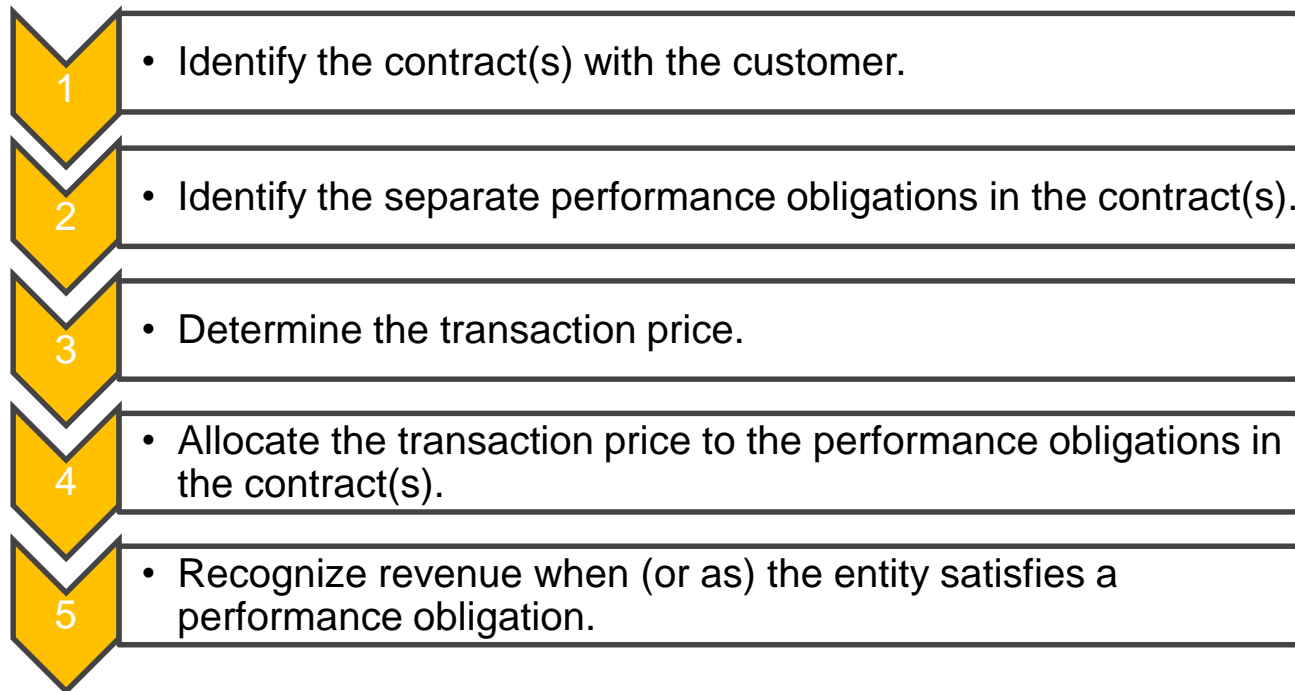 1
• Identify the contract(s) with the customer.
2
• Identify the separate performance obligations in the contract(s).
3
• Determine the transaction price.
4
• Allocate the transaction price to the performance obligations in
the contract(s).
5
• Recognize revenue when (or as) the entity satisfies a
performance obligation.